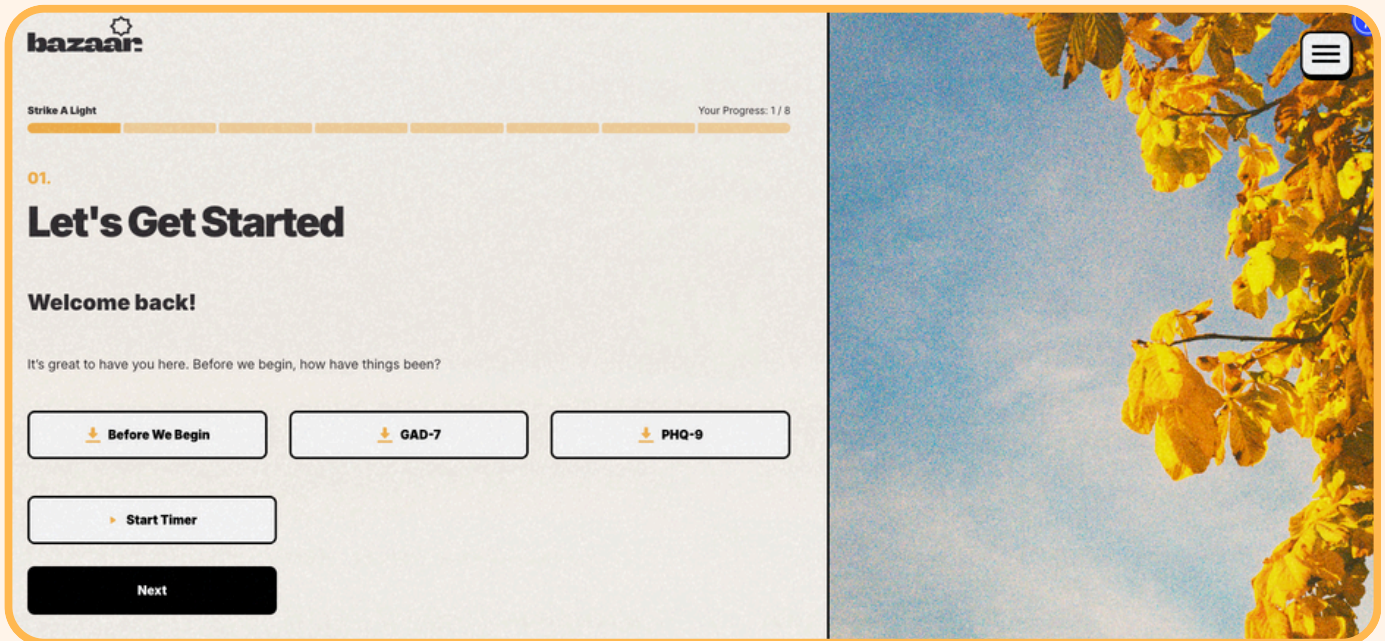 bazaar.
Strike A Light
Your Progress: 1 / 8
01.
Let's Get Started
Welcome back!
It's great to have you here. Before we begin, how have things been?
Before We Begin
GAD-7
PHQ-9
Start Timer
Next